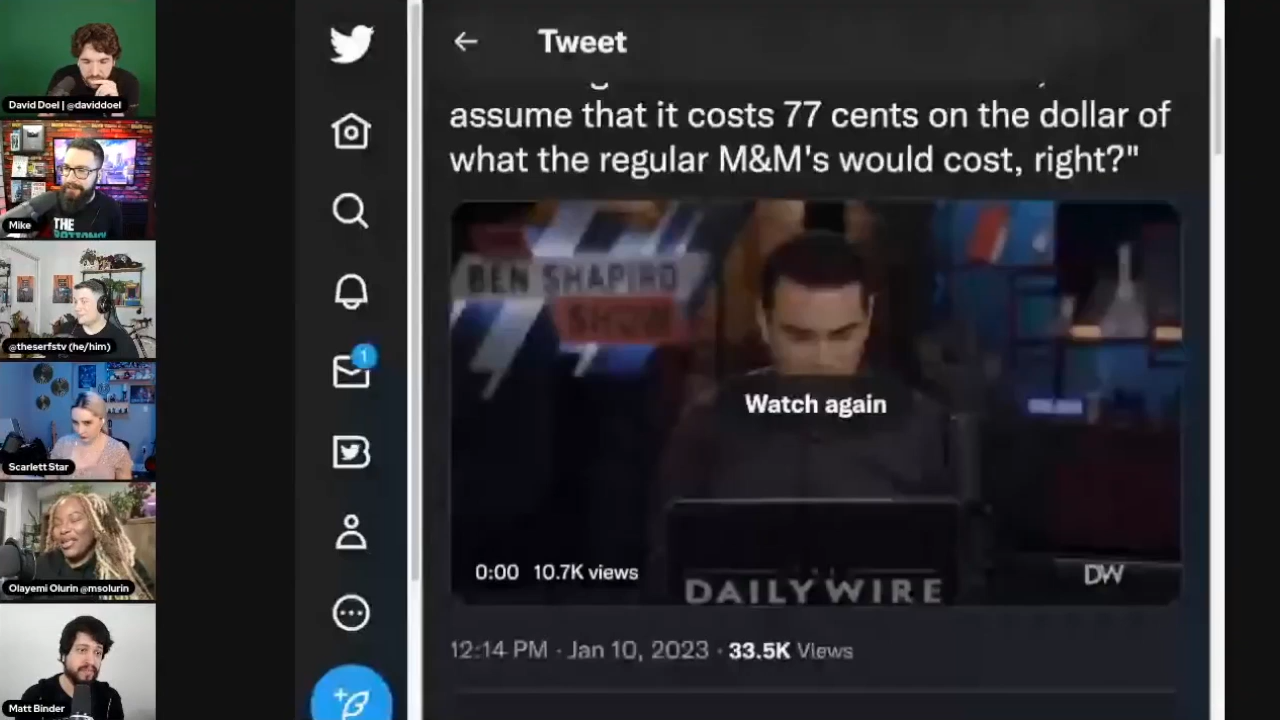 Tweet
assume that it costs 77 cents on the dollar of
what the regular M&M's would cost, right?"
BEN SHAPIRO
SHOW
Watch again
0:00 10.7K views
DAILY WIRE
DW
12:14 PM · Jan 10, 2023 · 33.5K Views
1
David Doel | @daviddoel
THE
Mike
@theserfstv (he/him)
Scarlett Star
Olayemi Olurin @msolurin
Matt Binder